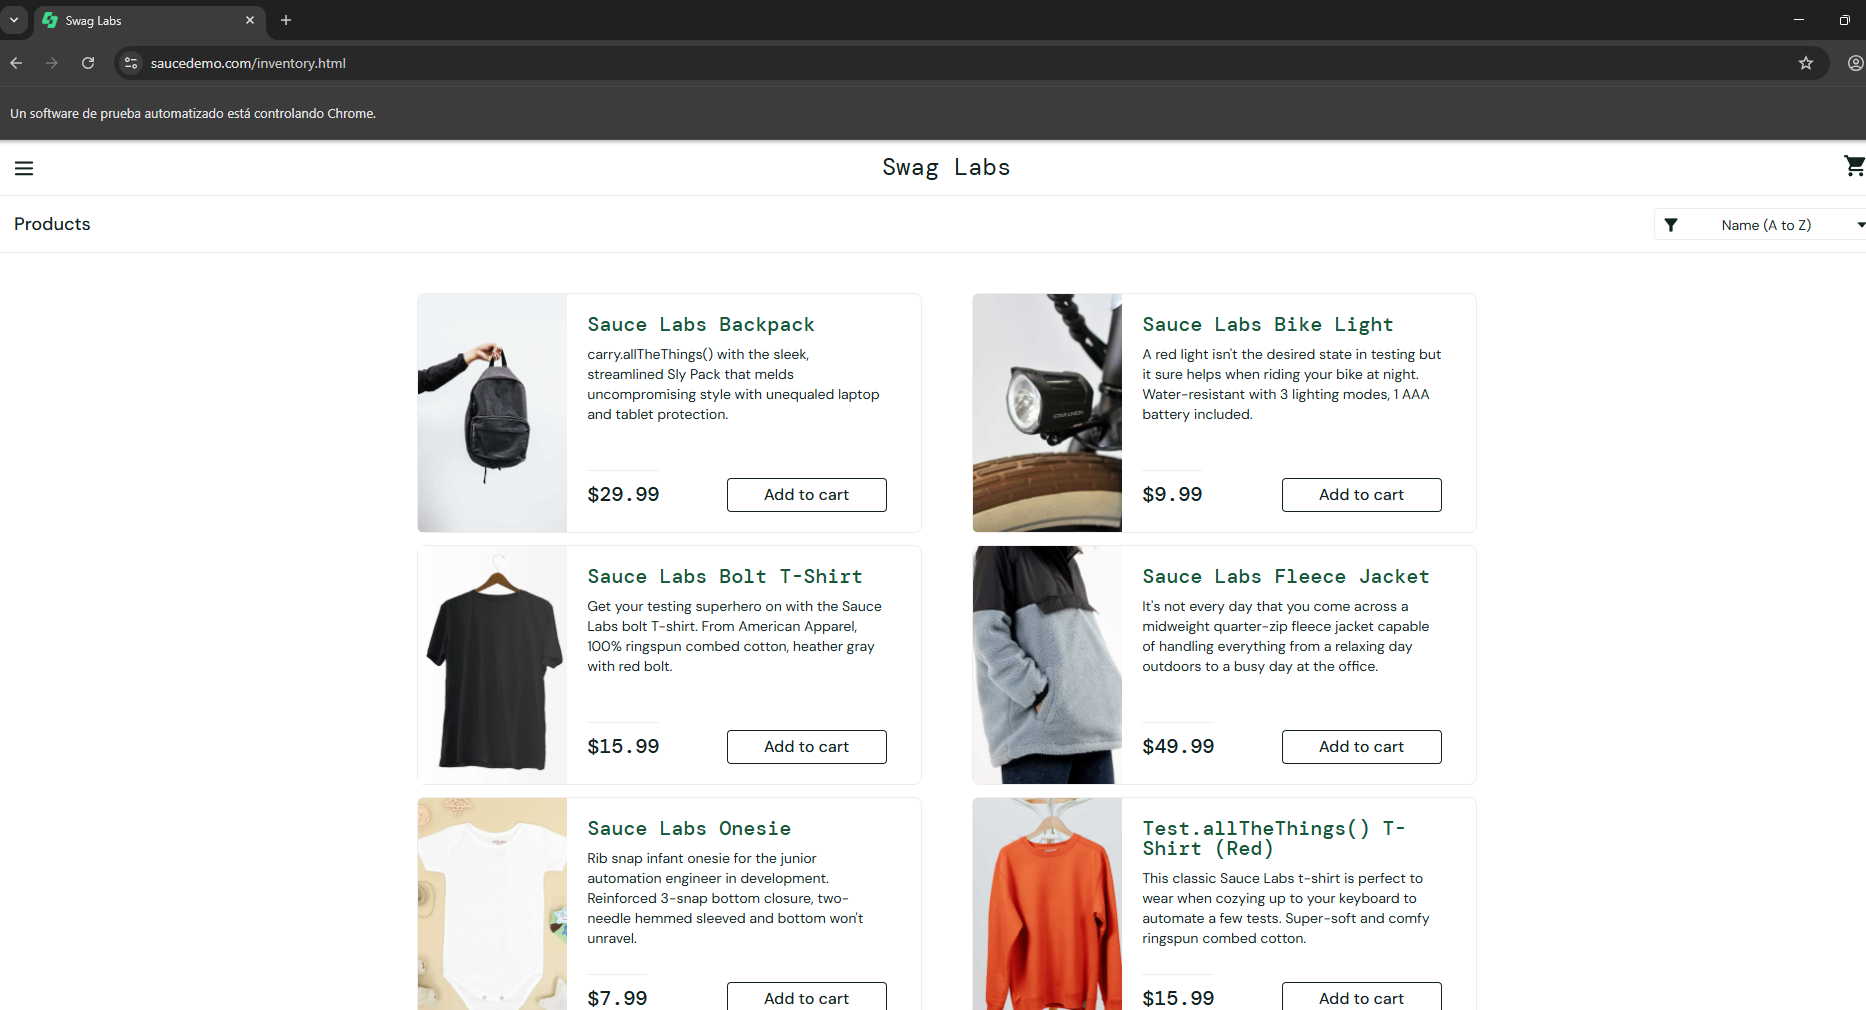 Swag Labs
saucedemo.com/inventory.html
Un software de prueba automatizado está controlando Chrome.
Swag Labs
Products
Name (A to Z)
Sauce Labs Backpack
carry.allTheThings() with the sleek,
streamlined Sly Pack that melds
uncompromising style with unequaled laptop
and tablet protection.
$29.99
Add to cart
Sauce Labs Bike Light
A red light isn't the desired state in testing but
it sure helps when riding your bike at night.
Water-resistant with 3 lighting modes, 1 AAA
battery included.
STAR UNION
$9.99
Add to cart
Sauce Labs Bolt T-Shirt
Get your testing superhero on with the Sauce
Labs bolt T-shirt. From American Apparel,
100% ringspun combed cotton, heather gray
with red bolt.
$15.99
Add to cart
Sauce Labs Fleece Jacket
It's not every day that you come across a
midweight quarter-zip fleece jacket capable
of handling everything from a relaxing day
outdoors to a busy day at the office.
$49.99
Add to cart
Sauce Labs Onesie
Rib snap infant onesie for the junior
automation engineer in development.
Reinforced 3-snap bottom closure, two-
needle hemmed sleeved and bottom won't
unravel.
$7.99
Add to cart
Test.allTheThings() T-
Shirt (Red)
This classic Sauce Labs t-shirt is perfect to
wear when cozying up to your keyboard to
automate a few tests. Super-soft and comfy
ringspun combed cotton.
$15.99
Add to cart